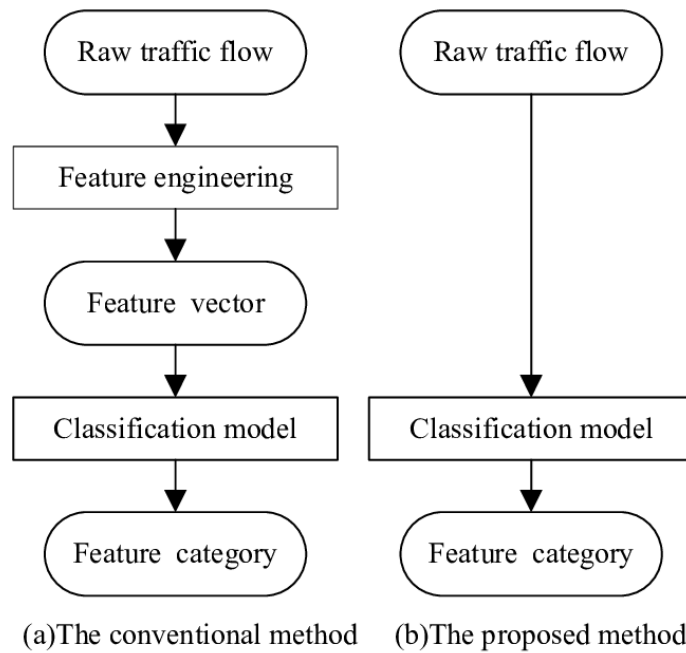 Raw traffic flow
Feature engineering
Feature vector
Classification model
Feature category
(a)The conventional method
Raw traffic flow
Classification model
Feature category
(b)The proposed method